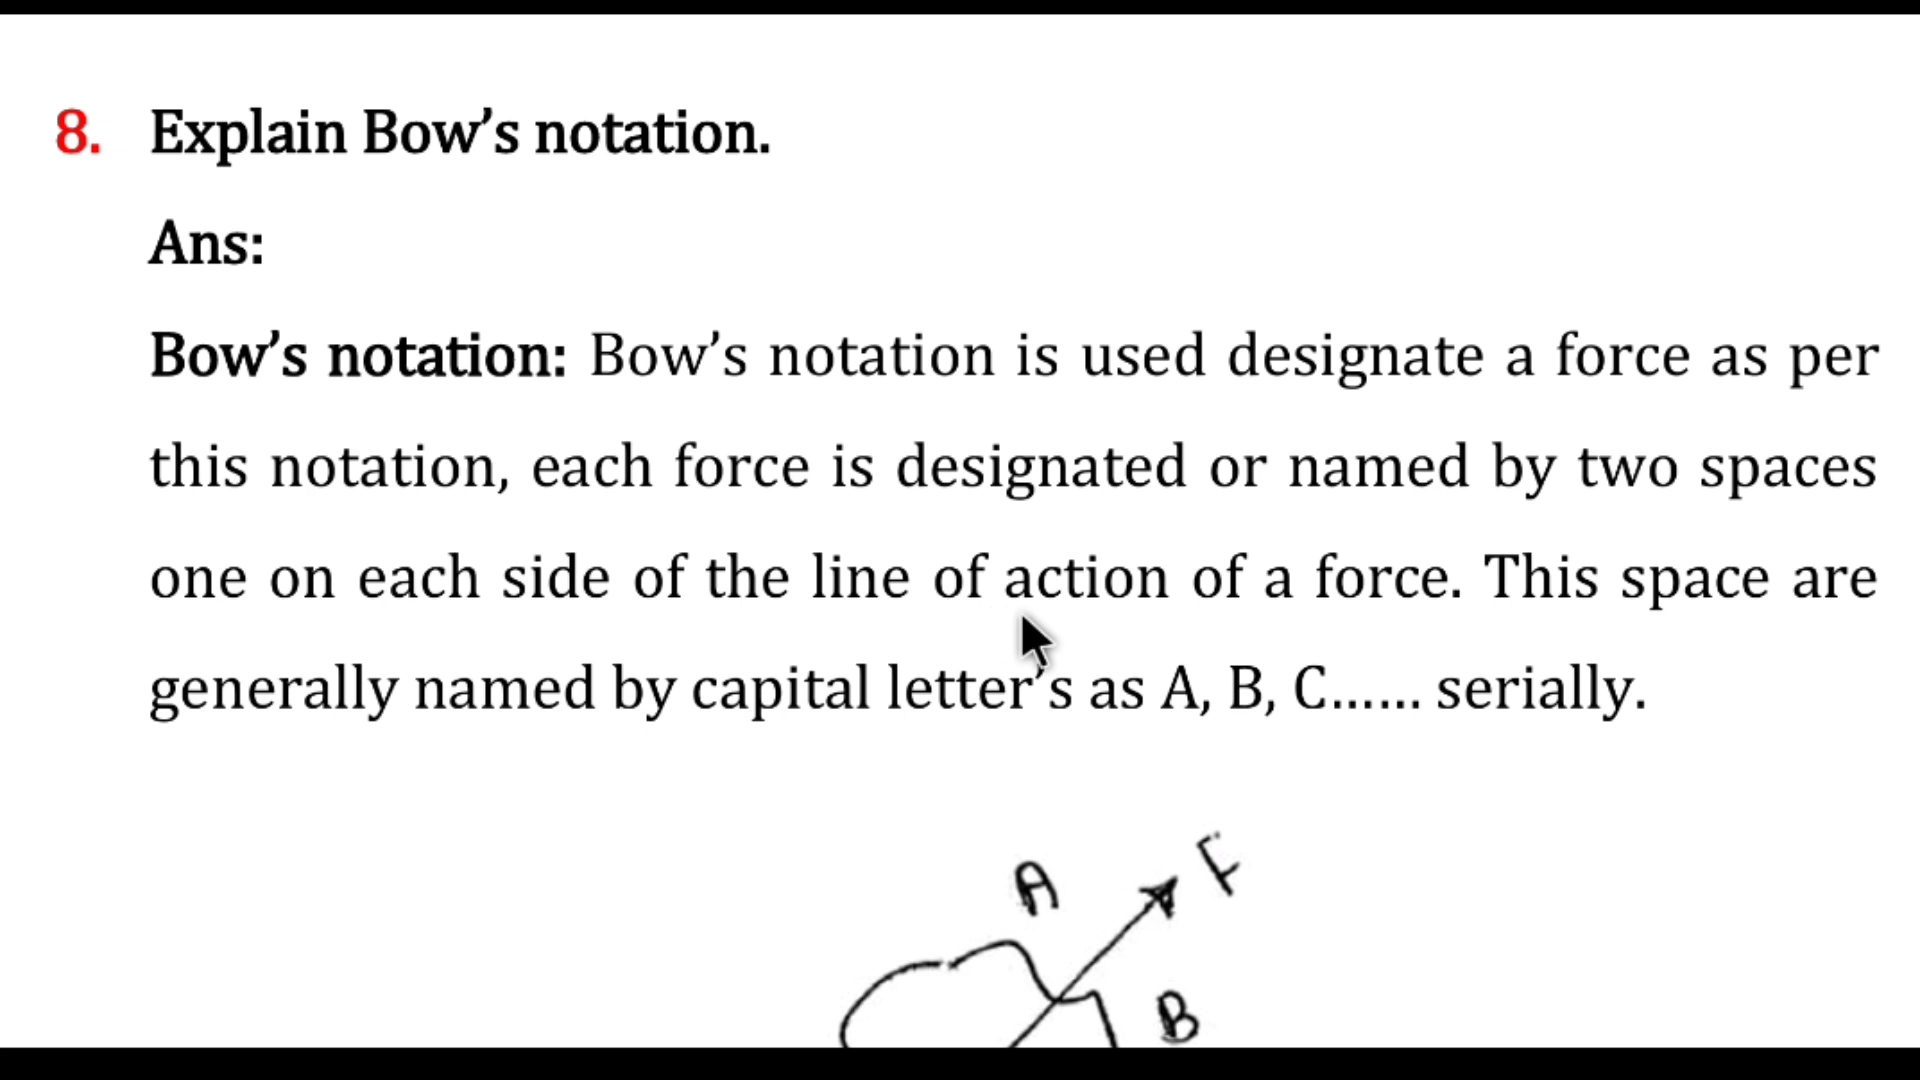 8. Explain Bow’s notation.
Ans:
Bow’s notation: Bow’s notation is used designate a force as per
this notation, each force is designated or named by two spaces
one on each side of the line of action of a force. This space are
generally named by capital letter’s as A, B, C...... serially.
A
F
B